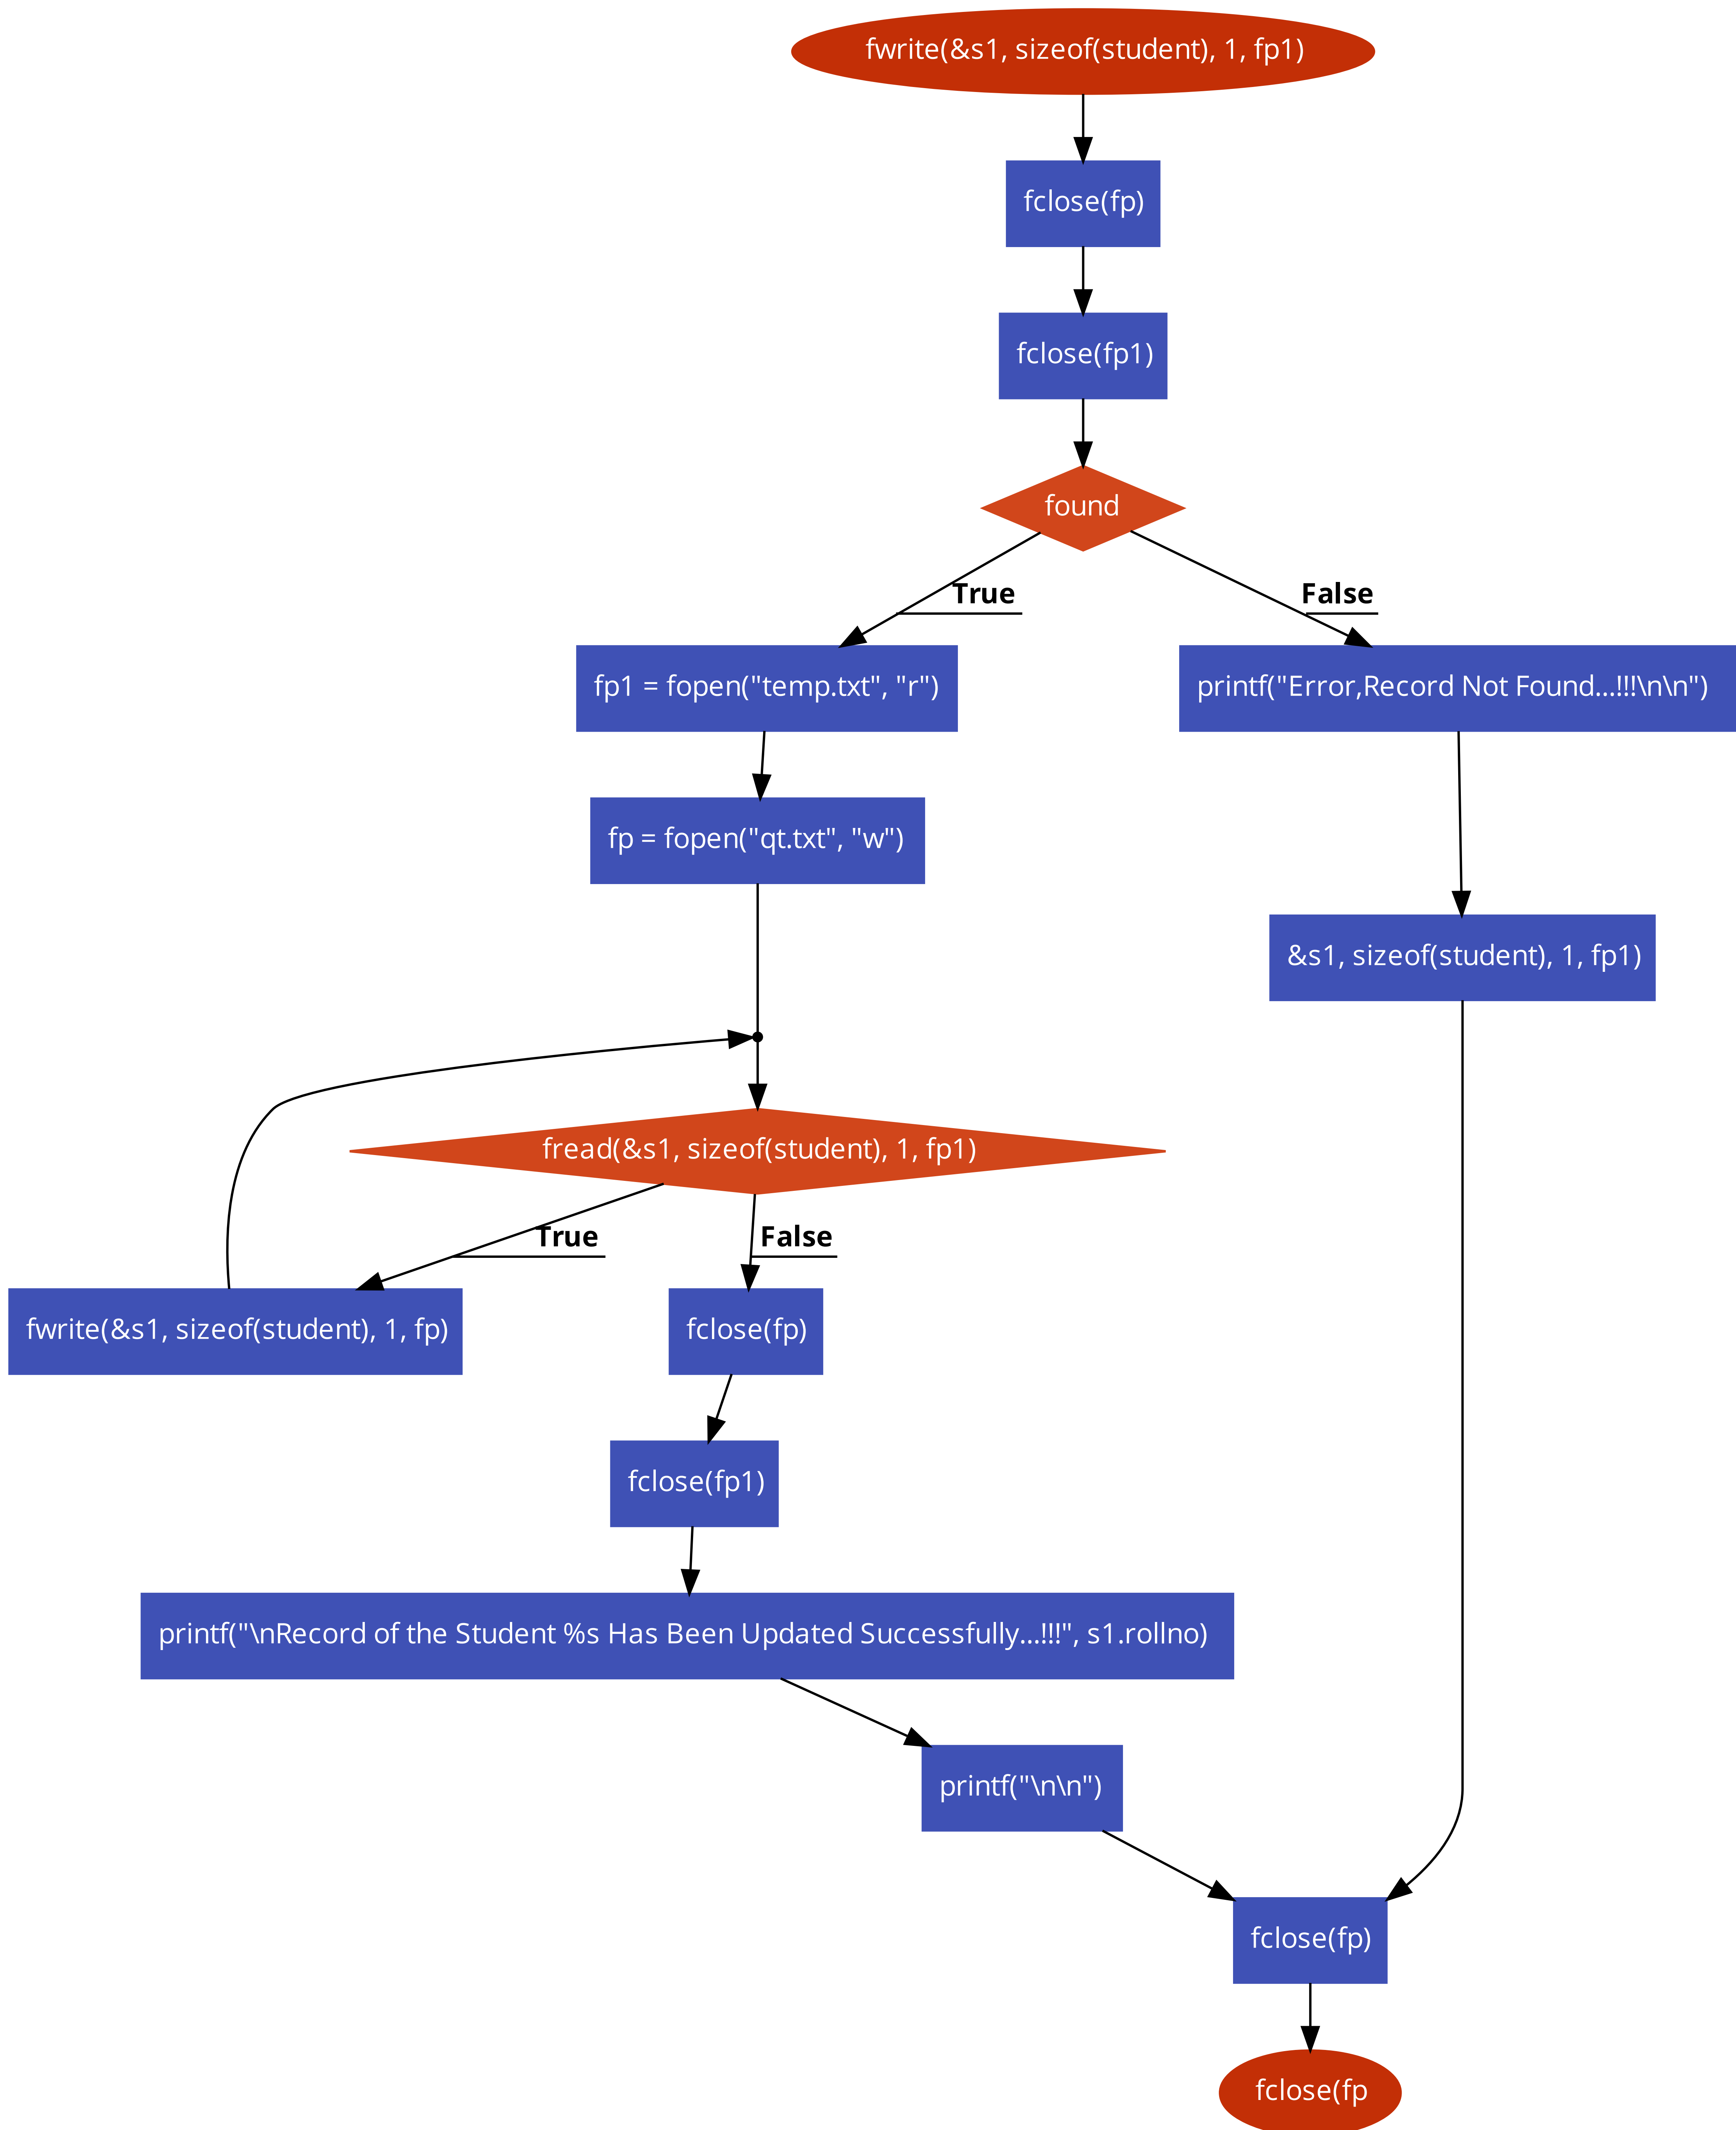 fwrite(&s1, sizeof(student), 1, fp1)
fclose(fp)
fclose(fp1)
found
True
False
fp1 = fopen("temp.txt", "r")
printf("Error,Record Not Found...!!!\n\n")
fp = fopen("qt.txt", "w")
&s1, sizeof(student), 1, fp1)
fread(&s1, sizeof(student), 1, fp1)
True
False
fwrite(&s1, sizeof(student), 1, fp)
fclose(fp)
fclose(fp1)
printf("\nRecord of the Student %s Has Been Updated Successfully...!!!", s1.rollno)
printf("\n\n")
fclose(fp)
fclose(fp